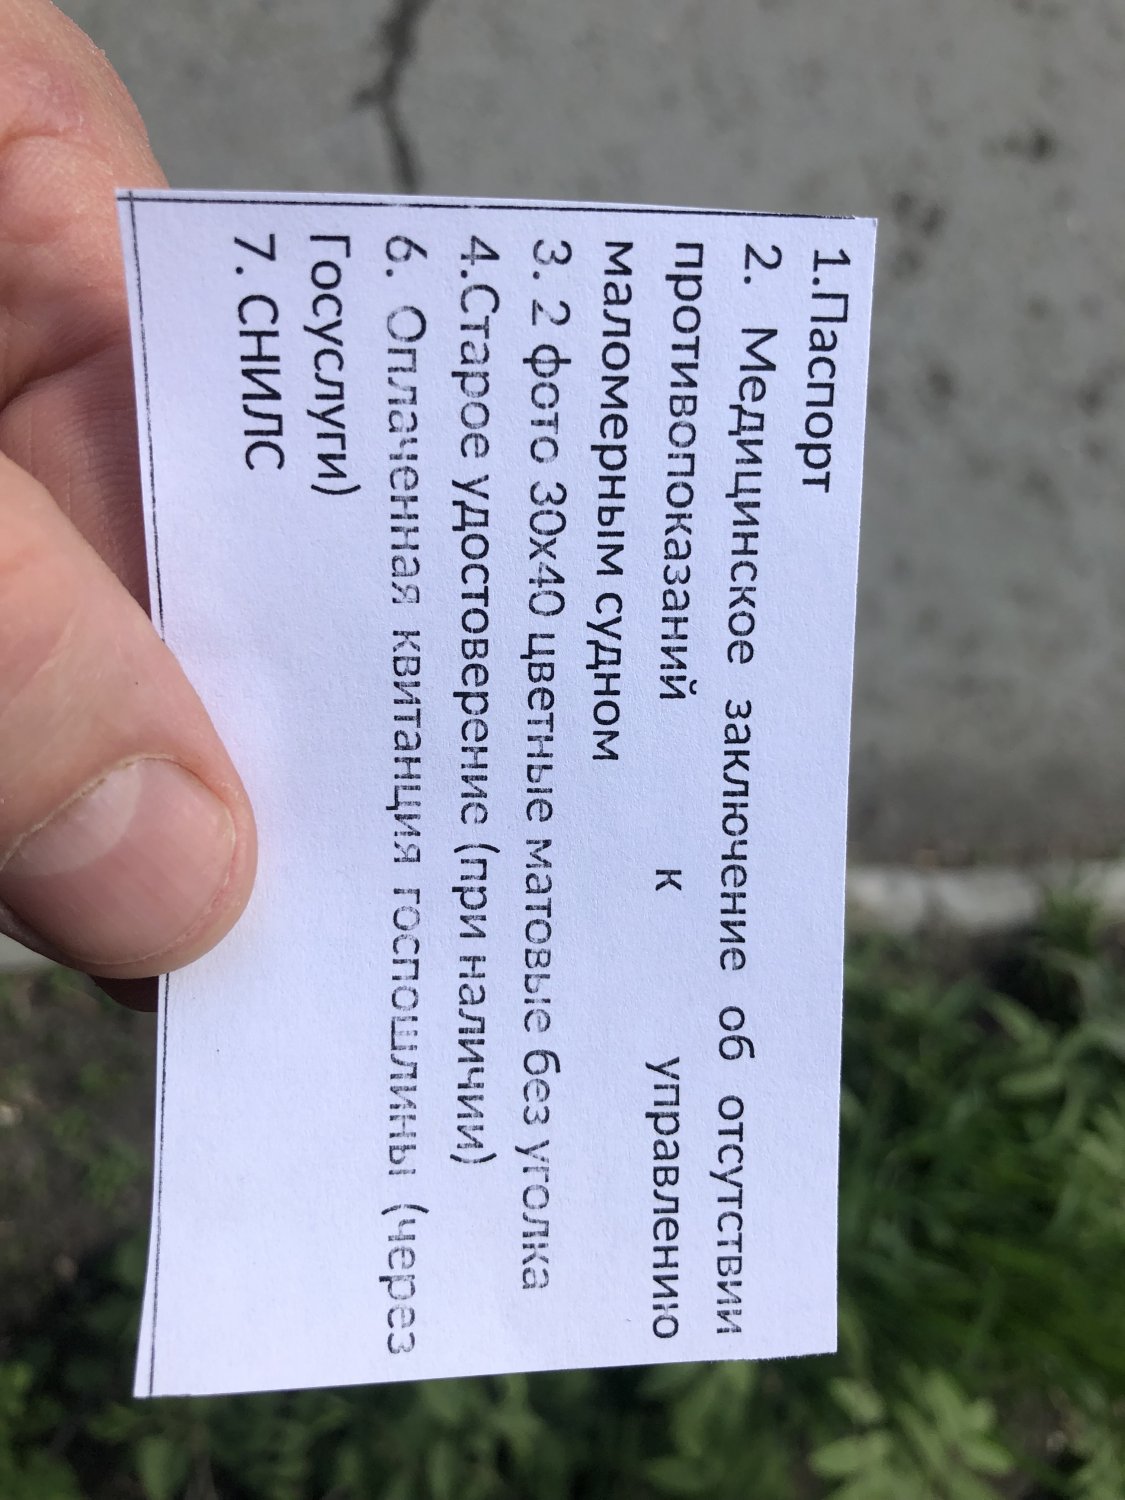 1.Паспорт
2. Медицинское заключение об отсутствии
противопоказаний к управлению
маломерным судном
3. 2 фото 30х40 цветные матовые без уголка
4.Старое удостоверение (при наличии)
6. Оплаченная квитанция госпошлины (через
Госуслуги)
7. СНИЛС